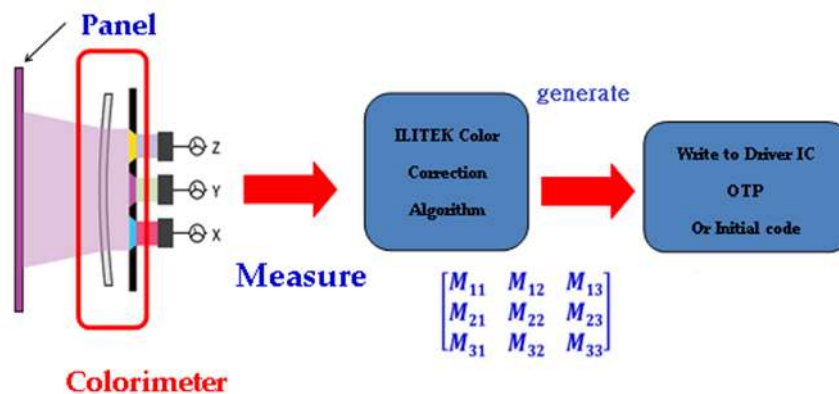 Panel
Z
Y
X
Colorimeter
Measure
ILITEK Color
Correction
Algorithm
generate
M11 M12 M13
M21 M22 M23
M31 M32 M33
Write to Driver IC
OTP
Or Initial code